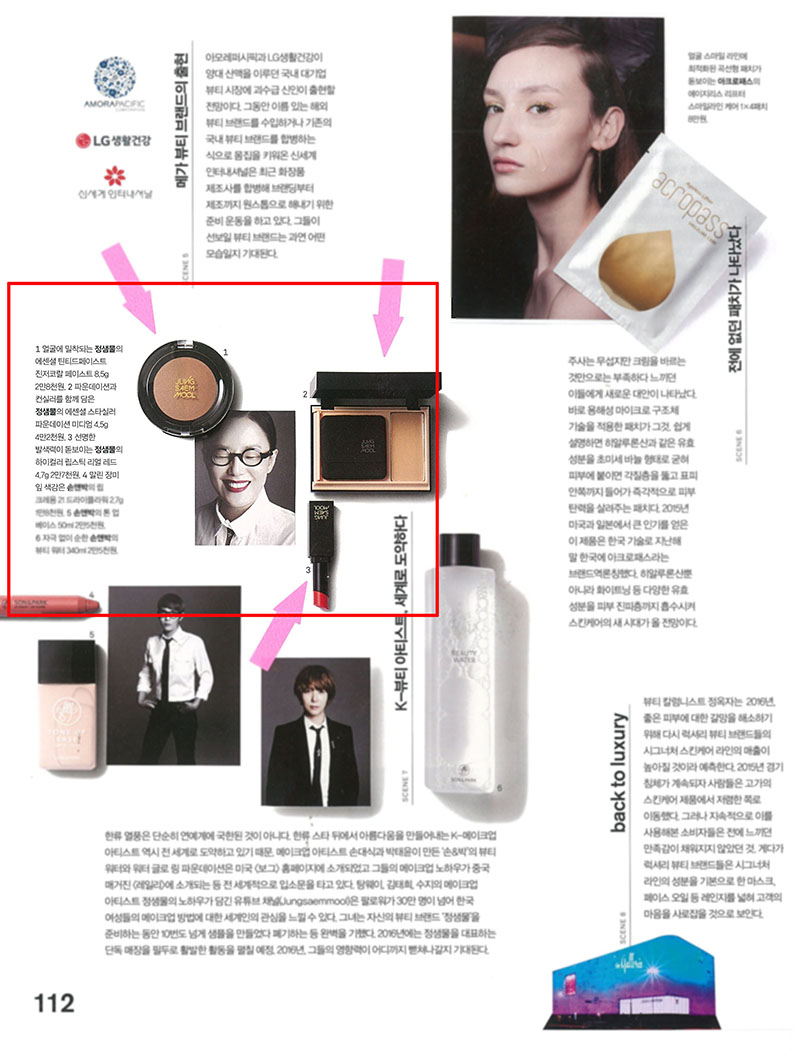 AMOREPACIFIC
CORPORATION
LG생활건강
신세계 인터내셔날
메가 뷰티 브랜드의 출현
SCENE 5
아모레퍼시픽과 LG생활건강이
양대 산맥을 이루던 국내 대기업
뷰티 시장에 괴수급 신인이 출현할
전망이다. 그동안 이름 있는 해외
뷰티 브랜드를 수입하거나 기존의
국내 뷰티 브랜드를 합병하는
식으로 몸집을 키워온 신세계
인터내셔널은 최근 화장품
제조사를 합병해 브랜딩부터
제조까지 원스톱으로 해내기 위한
준비 운동을 하고 있다. 그들이
선보일 뷰티 브랜드는 과연 어떤
모습일지 기대된다.
얼굴 스마일 라인에
최적화된 곡선형 패치가
돋보이는 아크로패스의
에이지리스 리프터
스마일라인 케어 1×4패치
8만원.
acropass
전에 없던 패치가 나타났다
SCENE 6
주사는 무섭지만 크림을 바르는
것만으로는 부족하다 느끼던
이들에게 새로운 대안이 나타났다.
바로 용해성 마이크로 구조체
기술을 적용한 패치가 그것. 쉽게
설명하면 히알루론산과 같은 유효
성분을 초미세 바늘 형태로 굳혀
피부에 붙이면 각질층을 뚫고 표피
안쪽까지 들어가 즉각적으로 피부
탄력을 살려주는 패치다. 2015년
미국과 일본에서 큰 인기를 얻은
이 제품은 한국 기술로 지난해
말 한국에 아크로패스라는
브랜드역론칭했다. 히알루론산뿐
아니라 화이트닝 등 다양한 유효
성분을 피부 진피층까지 흡수시켜
스킨케어의 새 시대가 올 전망이다.
1 얼굴에 밀착되는 정샘물의
에센셜 틴티드페이스트
진저코랄 페이스트 8.5g
2만8천원. 2 파운데이션과
컨실러를 함께 담은
정샘물의 에센셜 스타실러
파운데이션 미디엄 4.5g
4만2천원. 3 선명한
발색력이 돋보이는 정샘물의
하이컬러 립스틱 리얼 레드
4.7g 2만7천원. 4 말린 장미
잎 색감은 손앤박의 립
크레용 21 드라이플라워 2.7g
1만8천원. 5 손앤박의 톤 업
베이스 50ml 2만5천원.
6 자극 없이 순한 손앤박의
뷰티 워터 340ml 2만5천원.
1
JUNG
SAEM
MOOL
2
JUNG
SAEM
MOOL
3
JUNG
SAEM
MOOL
4
SON&PARK
5
TONE UP
BASE
BEAUTY
WATER
SON&PARK
6
K-뷰티 아티스트, 세계로 도약하다
SCENE 7
한류 열풍은 단순히 연예계에 국한된 것이 아니다. 한류 스타 뒤에서 아름다움을 만들어내는 K-메이크업
아티스트 역시 전 세계로 도약하고 있기 때문. 메이크업 아티스트 손대식과 박태윤이 만든 '손&박'의 뷰티
워터와 워터 글로 링 파운데이션은 미국 〈보그〉 홈페이지에 소개되었고 그들의 메이크업 노하우가 중국
매거진 〈레일리〉에 소개되는 등 전 세계적으로 입소문을 타고 있다. 탕웨이, 김태희, 수지의 메이크업
아티스트 정샘물의 노하우가 담긴 유튜브 채널(Jungsaemmool)은 팔로워가 30만 명이 넘어 한국
여성들의 메이크업 방법에 대한 세계인의 관심을 느낄 수 있다. 그녀는 자신의 뷰티 브랜드 '정샘물'을
준비하는 동안 10번도 넘게 샘플을 만들었다 폐기하는 등 완벽을 기했다. 2016년에는 정샘물을 대표하는
단독 매장을 필두로 활발한 활동을 펼칠 예정. 2016년, 그들의 영향력이 어디까지 뻗쳐나갈지 기대된다.
back to luxury
SCENE 8
뷰티 칼럼니스트 정옥자는 2016년,
좋은 피부에 대한 갈망을 해소하기
위해 다시 럭셔리 뷰티 브랜드들의
시그너처 스킨케어 라인의 매출이
높아질 것이라 예측한다. 2015년 경기
침체가 계속되자 사람들은 고가의
스킨케어 제품에서 저렴한 쪽로
이동했다. 그러나 지속적으로 이를
사용해본 소비자들은 전에 느끼던
만족감이 채워지지 않았던 것. 게다가
럭셔리 뷰티 브랜드들은 시그너처
라인의 성분을 기본으로 한 마스크,
페이스 오일 등 레인지를 넓혀 고객의
마음을 사로잡을 것으로 보인다.
the Galleria
112